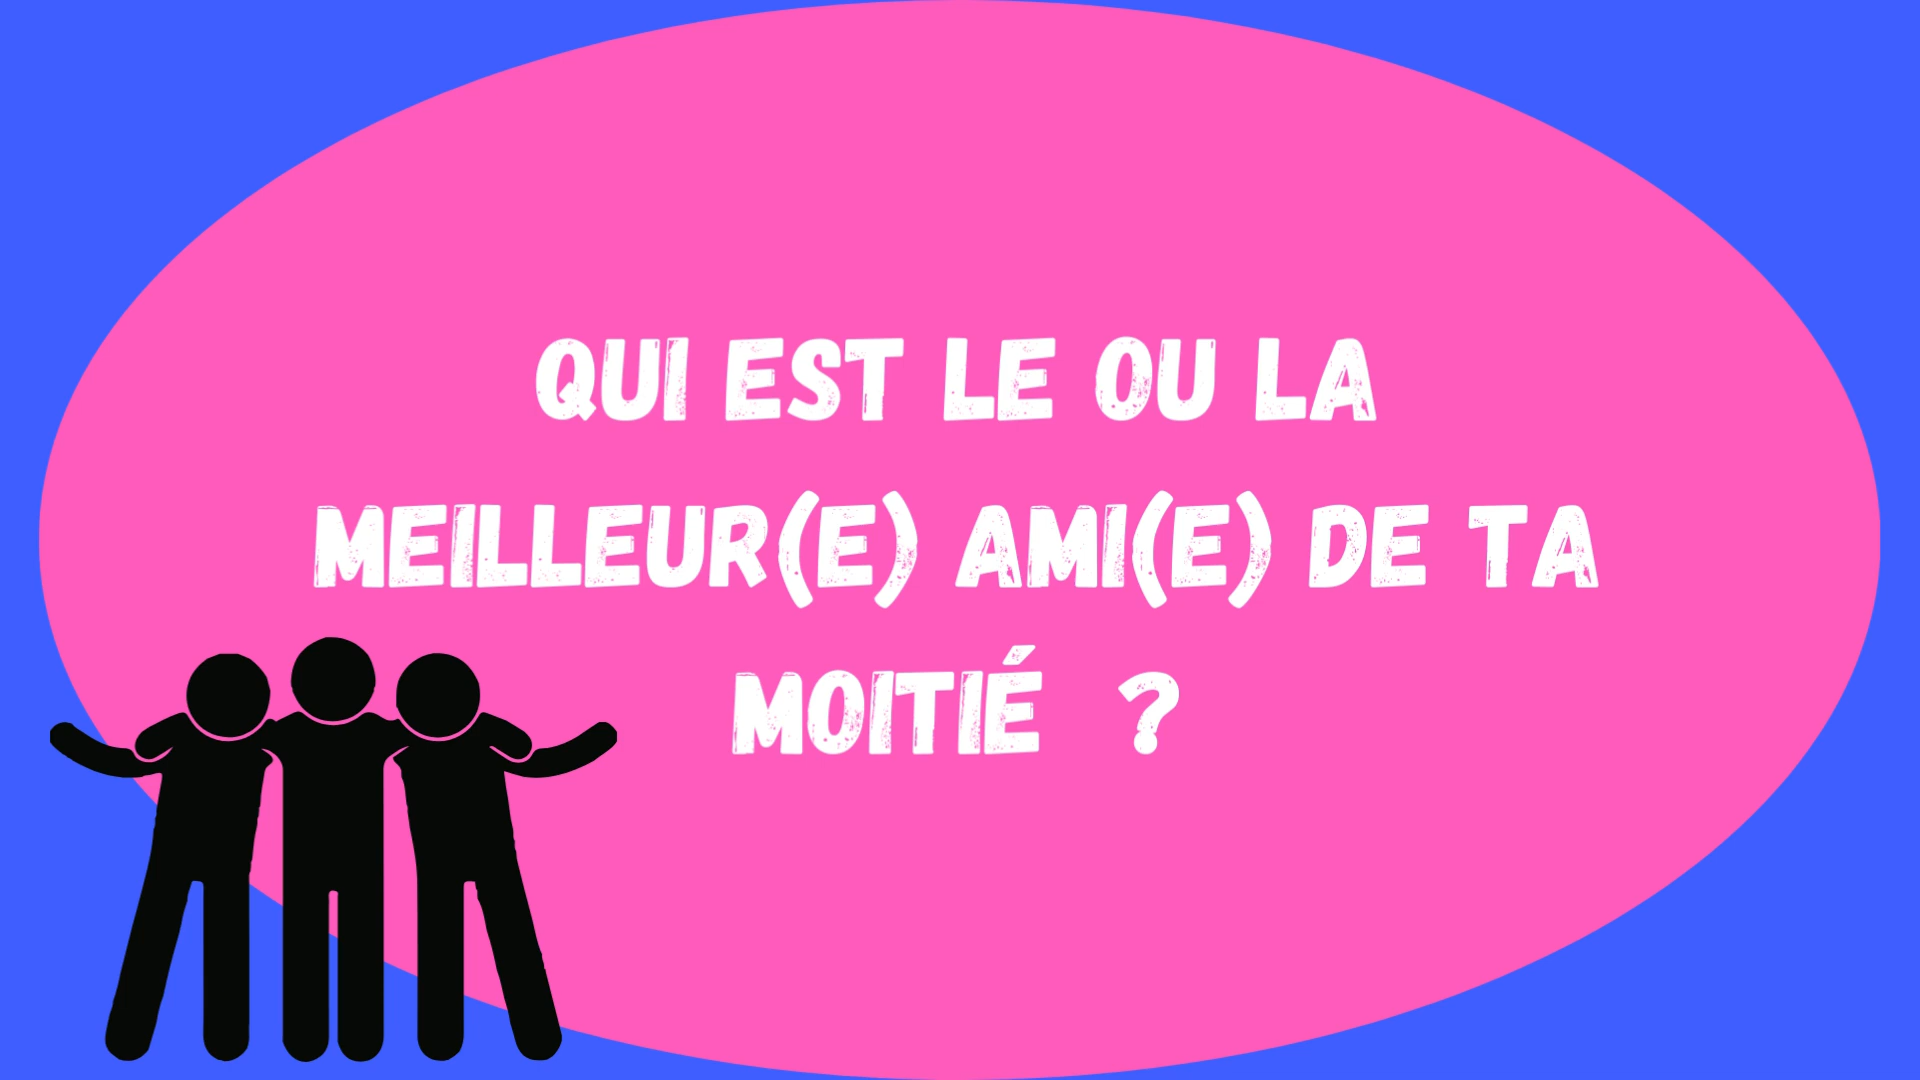 QUI EST LE OU LA
MEILLEUR(E) AMI(E) DE TA
MOITIÉ ?